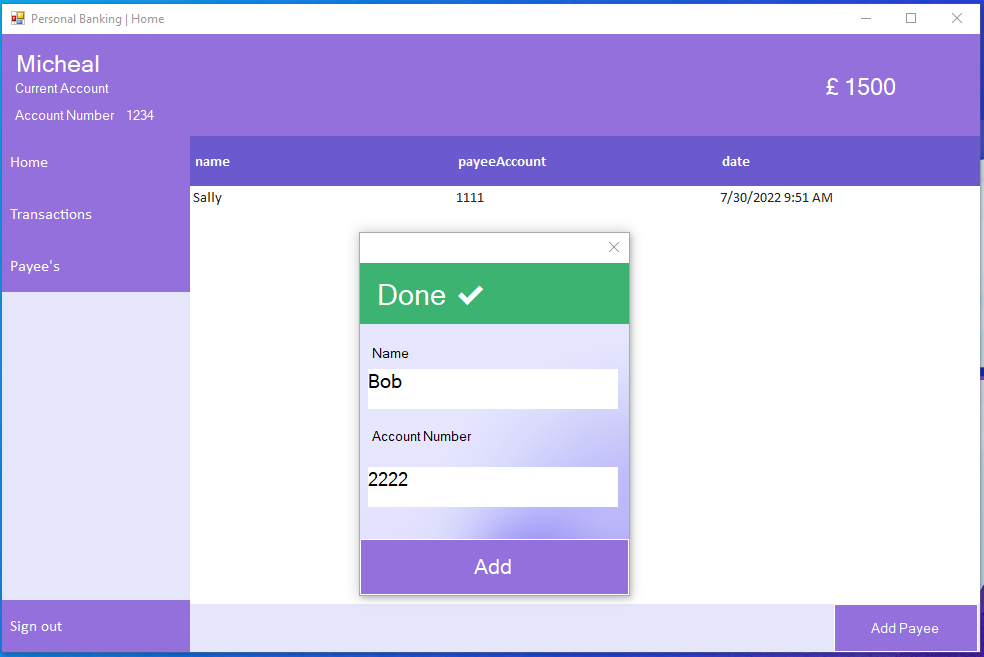 Personal Banking | Home
Micheal
Current Account
£ 1500
Account Number 1234
Home
Transactions
Payee's
name payeeAccount date
Sally 1111 7/30/2022 9:51 AM
Done
Name
Bob
Account Number
2222
Add
Sign out
Add Payee